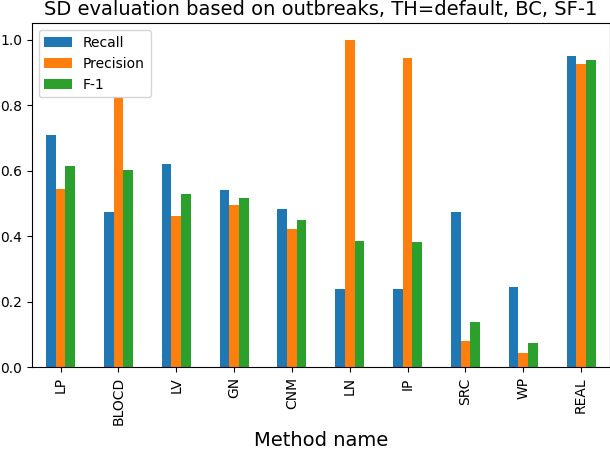 SD evaluation based on outbreaks, TH=default, BC, SF-1
Recall
Precision
F-1
1.0
0.8
0.6
0.4
0.2
0.0
LP
BLOCD
LV
GN
CNM
LN
IP
SRC
WP
REAL
Method name